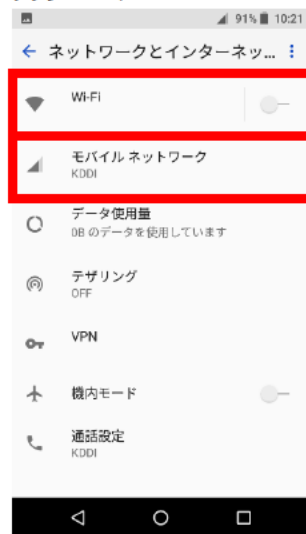 91% 10:21
ネットワークとインターネッ...
Wi-Fi
モバイル ネットワーク
KDDI
データ使用量
0B のデータを使用しています
テザリング
OFF
VPN
機内モード
通話設定
KDDI